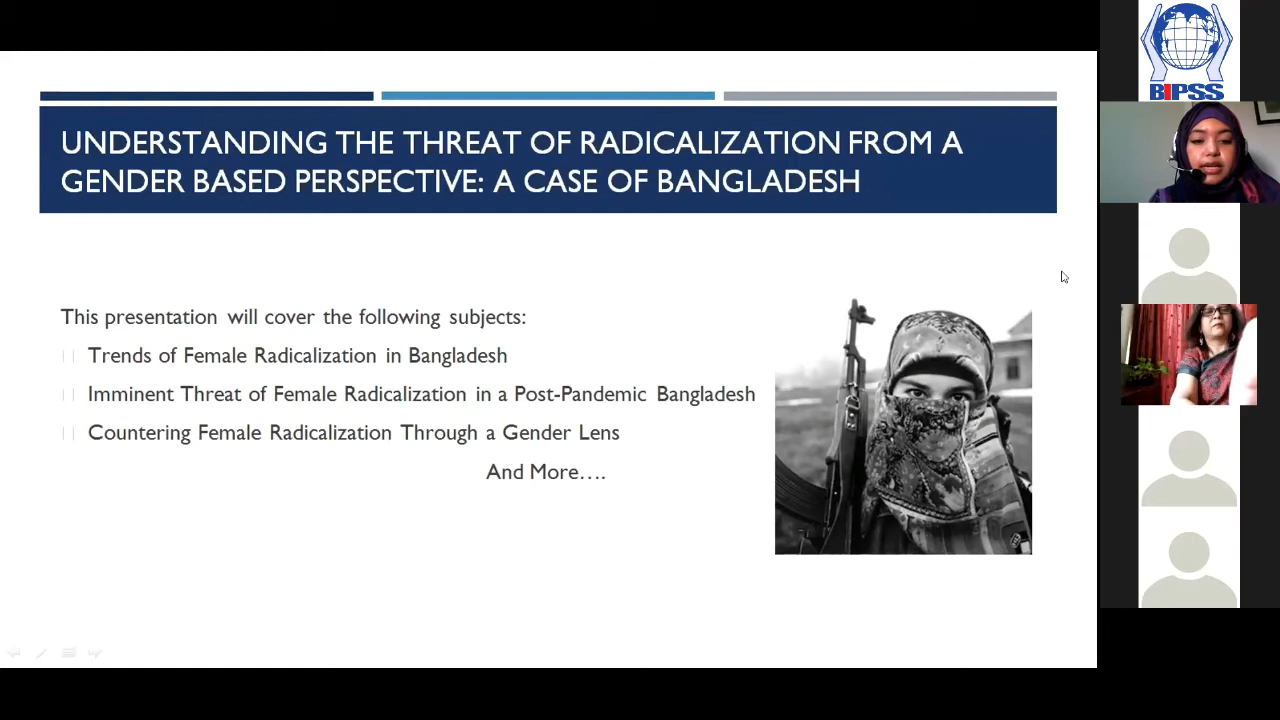 UNDERSTANDING THE THREAT OF RADICALIZATION FROM A
GENDER BASED PERSPECTIVE: A CASE OF BANGLADESH
This presentation will cover the following subjects:
Trends of Female Radicalization in Bangladesh
Imminent Threat of Female Radicalization in a Post-Pandemic Bangladesh
Countering Female Radicalization Through a Gender Lens
And More….
BIPSS